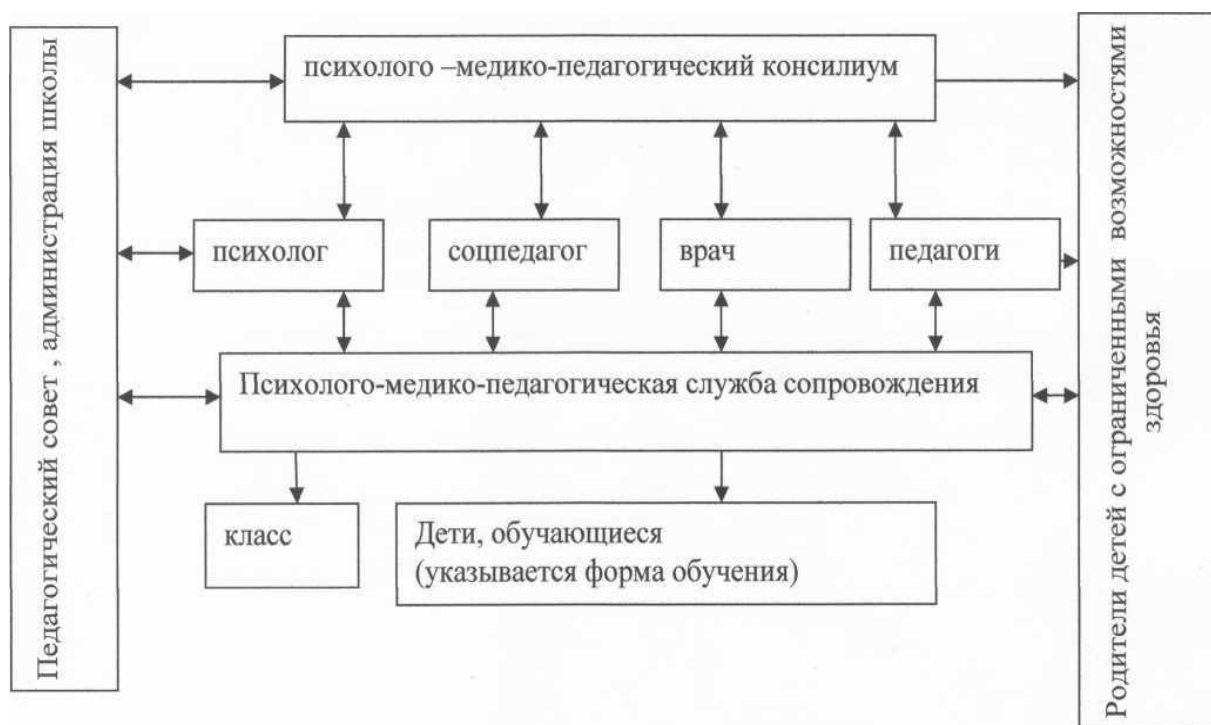 Педагогический совет , администрация школы
психолого –медико-педагогический консилиум
психолог
соцпедагог
врач
педагоги
Психолого-медико-педагогическая служба сопровождения
класс
Дети, обучающиеся
(указывается форма обучения)
Родители детей с ограниченными возможностями
здоровья